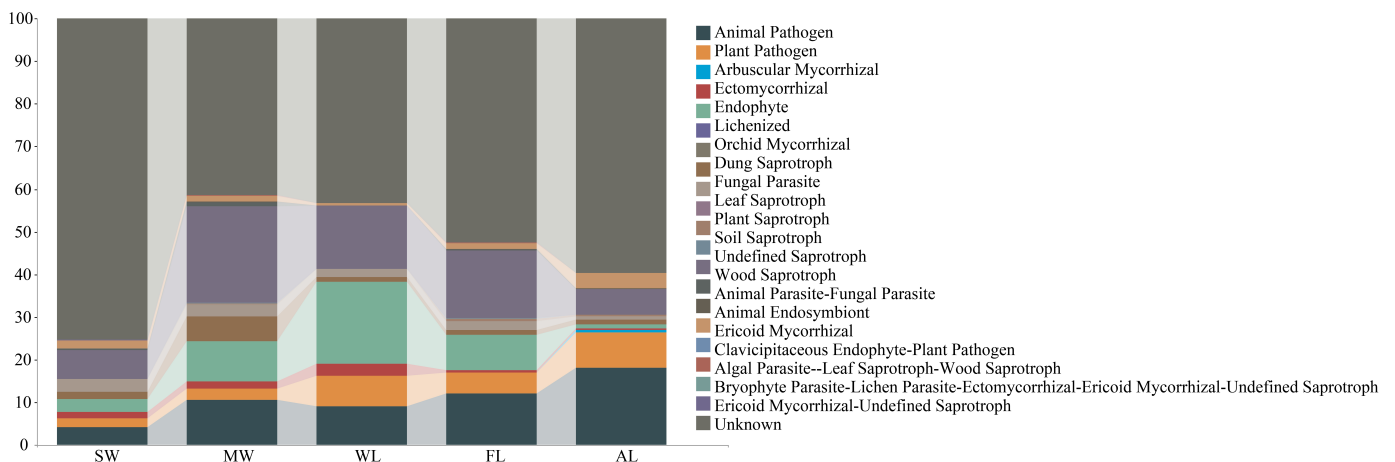 100
90
80
70
60
50
40
30
20
10
0
SW MW WL FL AL
Animal Pathogen
Plant Pathogen
Arbuscular Mycorrhizal
Ectomycorrhizal
Endophyte
Lichenized
Orchid Mycorrhizal
Dung Saprotroph
Fungal Parasite
Leaf Saprotroph
Plant Saprotroph
Soil Saprotroph
Undefined Saprotroph
Wood Saprotroph
Animal Parasite-Fungal Parasite
Animal Endosymbiont
Ericoid Mycorrhizal
Clavicipitaceous Endophyte-Plant Pathogen
Algal Parasite--Leaf Saprotroph-Wood Saprotroph
Bryophyte Parasite-Lichen Parasite-Ectomycorrhizal-Ericoid Mycorrhizal-Undefined Saprotroph
Ericoid Mycorrhizal-Undefined Saprotroph
Unknown